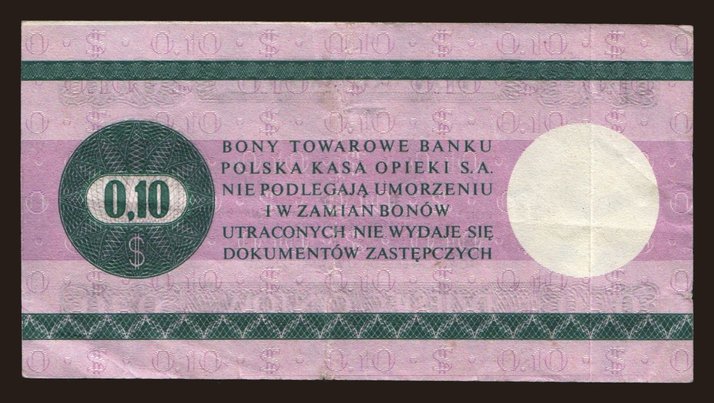 BONY TOWAROWE BANKU
POLSKA KASA OPIEKI S.A.
NIE PODLEGAJĄ UMORZENIU
I W ZAMIAN BONÓW
UTRACONYCH NIE WYDAJE SIĘ
DOKUMENTÓW ZASTĘPCZYCH
0,10
$